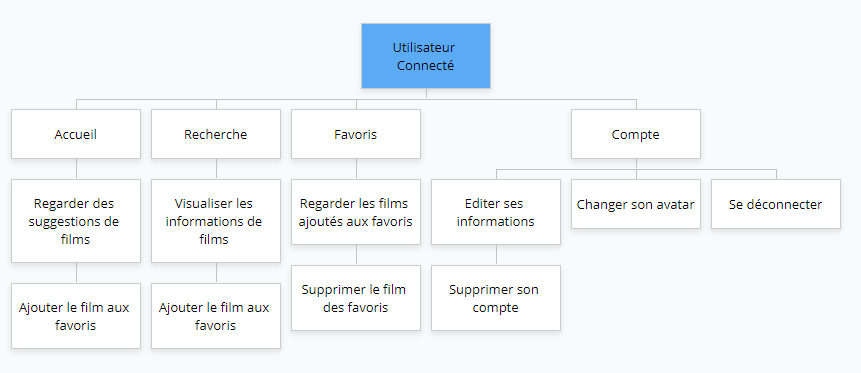 Utilisateur
Connecté
Accueil
Recherche
Favoris
Compte
Regarder des
suggestions de
films
Visualiser les
informations de
films
Regarder les films
ajoutés aux favoris
Editer ses
informations
Changer son avatar
Se déconnecter
Ajouter le film aux
favoris
Ajouter le film aux
favoris
Supprimer le film
des favoris
Supprimer son
compte